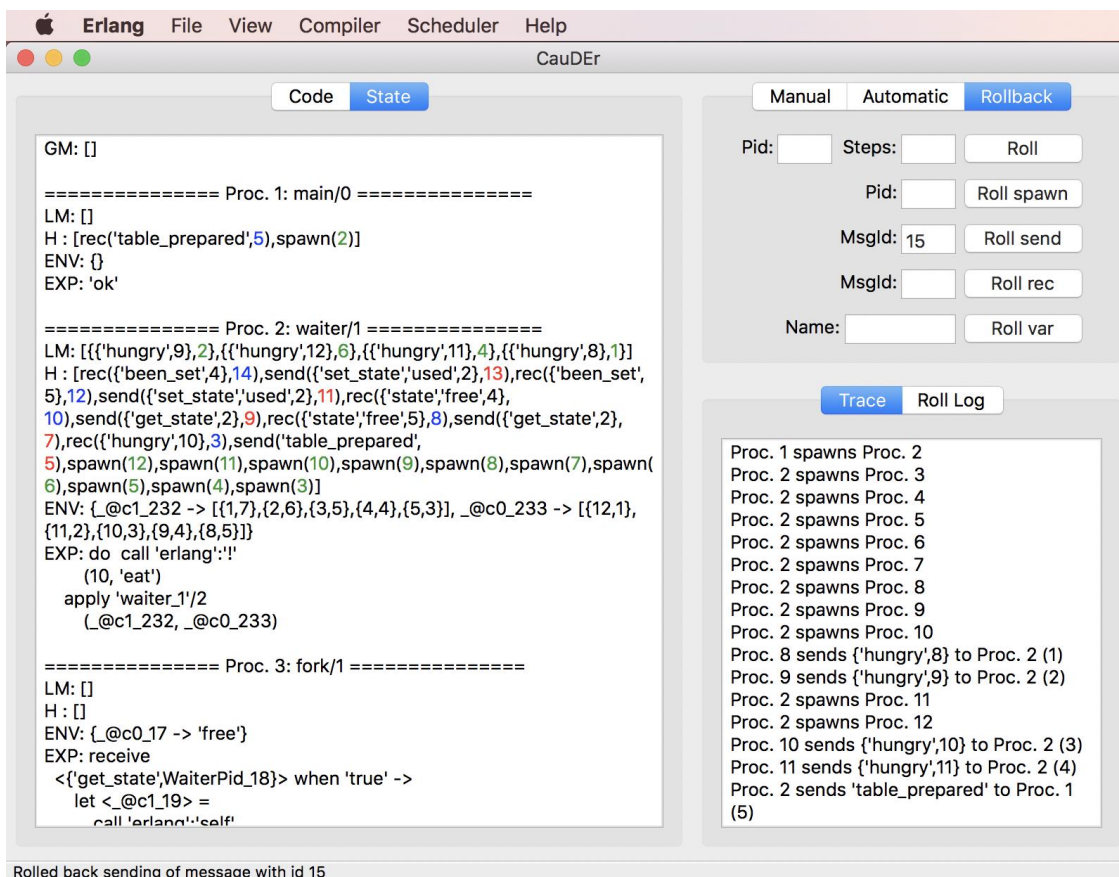 Erlang File View Compiler Scheduler Help
CauDEr
Code State
GM: []
=============== Proc. 1: main/0 ===============
LM: []
H : [rec('table_prepared',5),spawn(2)]
ENV: {}
EXP: 'ok'
=============== Proc. 2: waiter/1 ===============
LM: [{{'hungry',9},2},{{'hungry',12},6},{{'hungry',11},4},{{'hungry',8},1}]
H : [rec({'been_set',4},14),send({'set_state','used',2},13),rec({'been_set',
5},12),send({'set_state','used',2},11),rec({'state','free',4},
10),send({'get_state',2},9),rec({'state','free',5},8),send({'get_state',2},
7),rec({'hungry',10},3),send('table_prepared',
5),spawn(12),spawn(11),spawn(10),spawn(9),spawn(8),spawn(7),spawn(
6),spawn(5),spawn(4),spawn(3)]
ENV: {_@c1_232 -> [{1,7},{2,6},{3,5},{4,4},{5,3}], _@c0_233 -> [{12,1},
{11,2},{10,3},{9,4},{8,5}]}
EXP: do call 'erlang':'!'
(10, 'eat')
apply 'waiter_1'/2
(_@c1_232, _@c0_233)
=============== Proc. 3: fork/1 ===============
LM: []
H : []
ENV: {_@c0_17 -> 'free'}
EXP: receive
<{'get_state',WaiterPid_18}> when 'true' ->
let <_@c1_19> =
call 'erlang':'self'
Manual Automatic Rollback
Pid: Steps: Roll
Pid: Roll spawn
MsgId: 15 Roll send
MsgId: Roll rec
Name: Roll var
Trace Roll Log
Proc. 1 spawns Proc. 2
Proc. 2 spawns Proc. 3
Proc. 2 spawns Proc. 4
Proc. 2 spawns Proc. 5
Proc. 2 spawns Proc. 6
Proc. 2 spawns Proc. 7
Proc. 2 spawns Proc. 8
Proc. 2 spawns Proc. 9
Proc. 2 spawns Proc. 10
Proc. 8 sends {'hungry',8} to Proc. 2 (1)
Proc. 9 sends {'hungry',9} to Proc. 2 (2)
Proc. 2 spawns Proc. 11
Proc. 2 spawns Proc. 12
Proc. 10 sends {'hungry',10} to Proc. 2 (3)
Proc. 11 sends {'hungry',11} to Proc. 2 (4)
Proc. 2 sends 'table_prepared' to Proc. 1
(5)
Rolled back sending of message with id 15